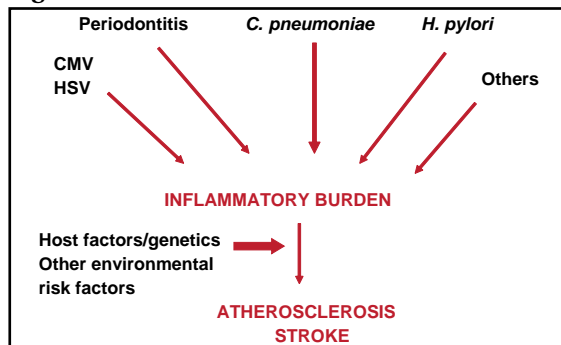 Periodontitis C. pneumoniae H. pylori
CMV
HSV
Others
INFLAMMATORY BURDEN
Host factors/genetics
Other environmental
risk factors
ATHEROSCLEROSIS
STROKE